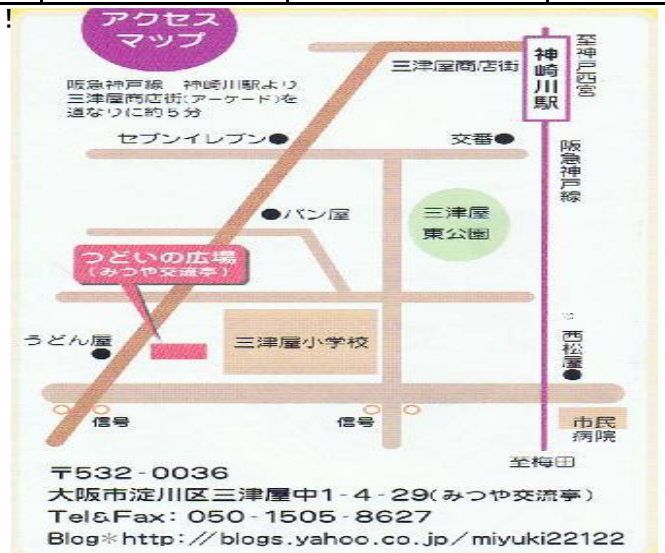 !
アクセス
マップ
阪急神戸線 神崎川駅より
三津屋商店街(アーケード)を
道なりに約5分
三津屋商店街
神崎川駅
至神戸西宮
阪急神戸線
セブンイレブン
交番
パン屋
三津屋
東公園
つどいの広場
(みつや交流亭)
うどん屋
三津屋小学校
西松屋
信号
信号
市民
病院
至梅田
〒532-0036
大阪市淀川区三津屋中1-4-29(みつや交流亭)
Tel&Fax: 050-1505-8627
Blog*http://blogs.yahoo.co.jp/miyuki22122